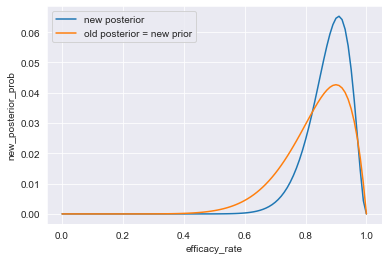 new posterior
old posterior = new prior
new_posterior_prob
0.06
0.05
0.04
0.03
0.02
0.01
0.00
0.0 0.2 0.4 0.6 0.8 1.0
efficacy_rate